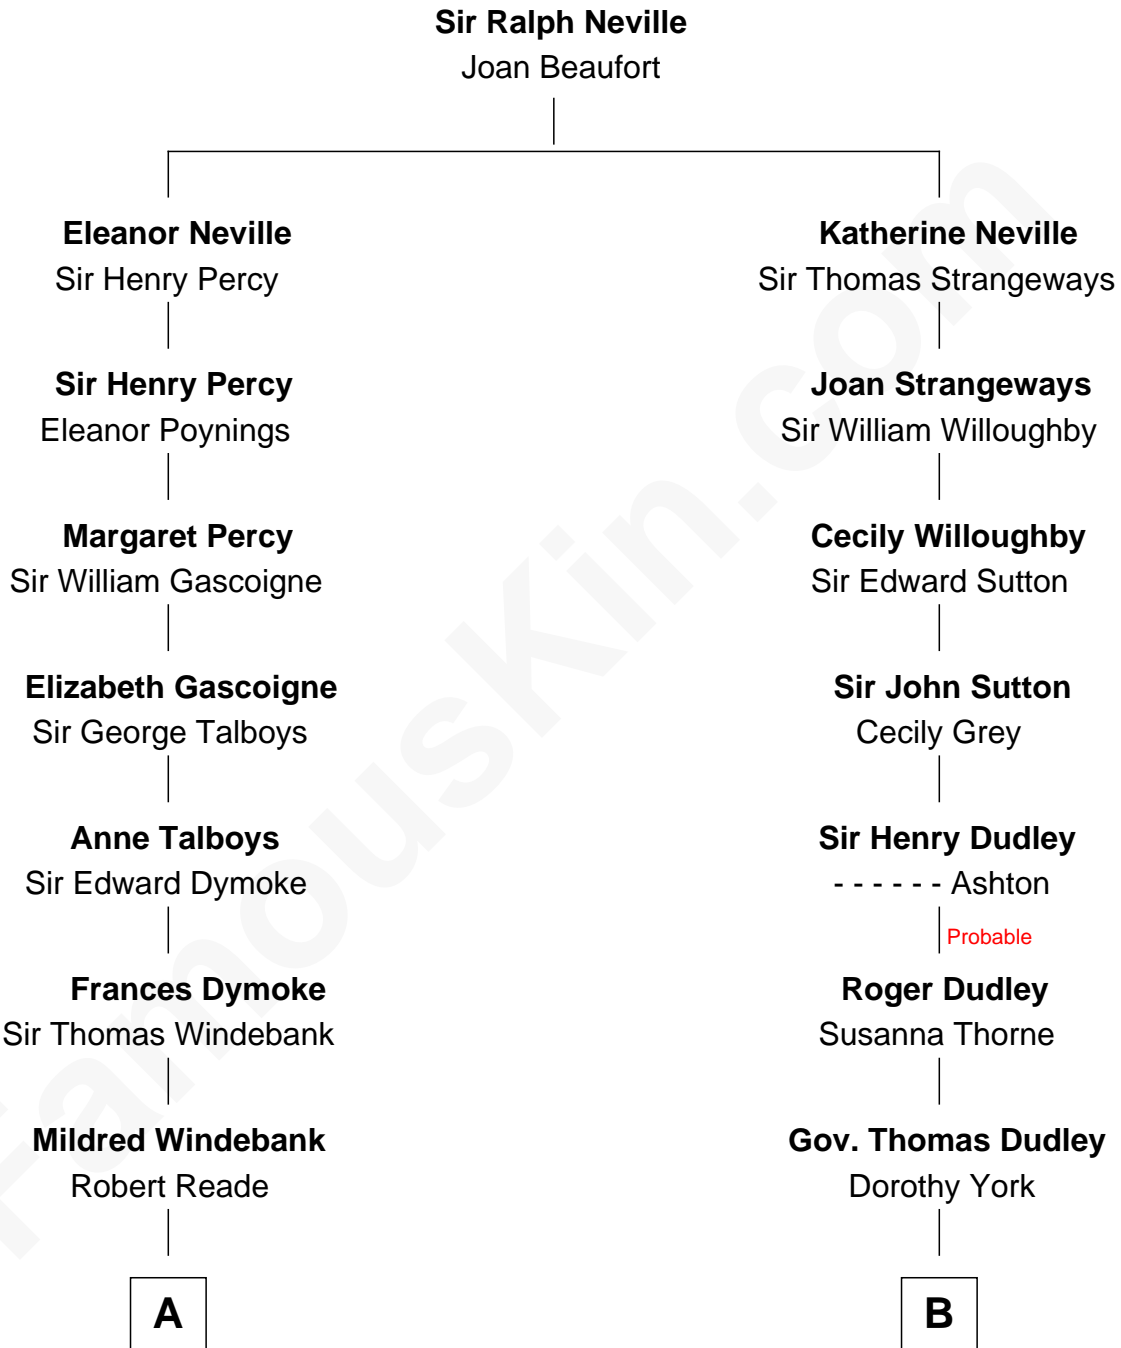 Sir Ralph Neville
Joan Beaufort
Eleanor Neville
Sir Henry Percy
Katherine Neville
Sir Thomas Strangeways
Sir Henry Percy
Eleanor Poynings
Joan Strangeways
Sir William Willoughby
Margaret Percy
Sir William Gascoigne
Cecily Willoughby
Sir Edward Sutton
Elizabeth Gascoigne
Sir George Talboys
Sir John Sutton
Cecily Grey
Anne Talboys
Sir Edward Dymoke
Sir Henry Dudley
- - - - - - Ashton
Probable
Frances Dymoke
Sir Thomas Windebank
Roger Dudley
Susanna Thorne
Mildred Windebank
Robert Reade
Gov. Thomas Dudley
Dorothy York
A
B
FamousKin.com